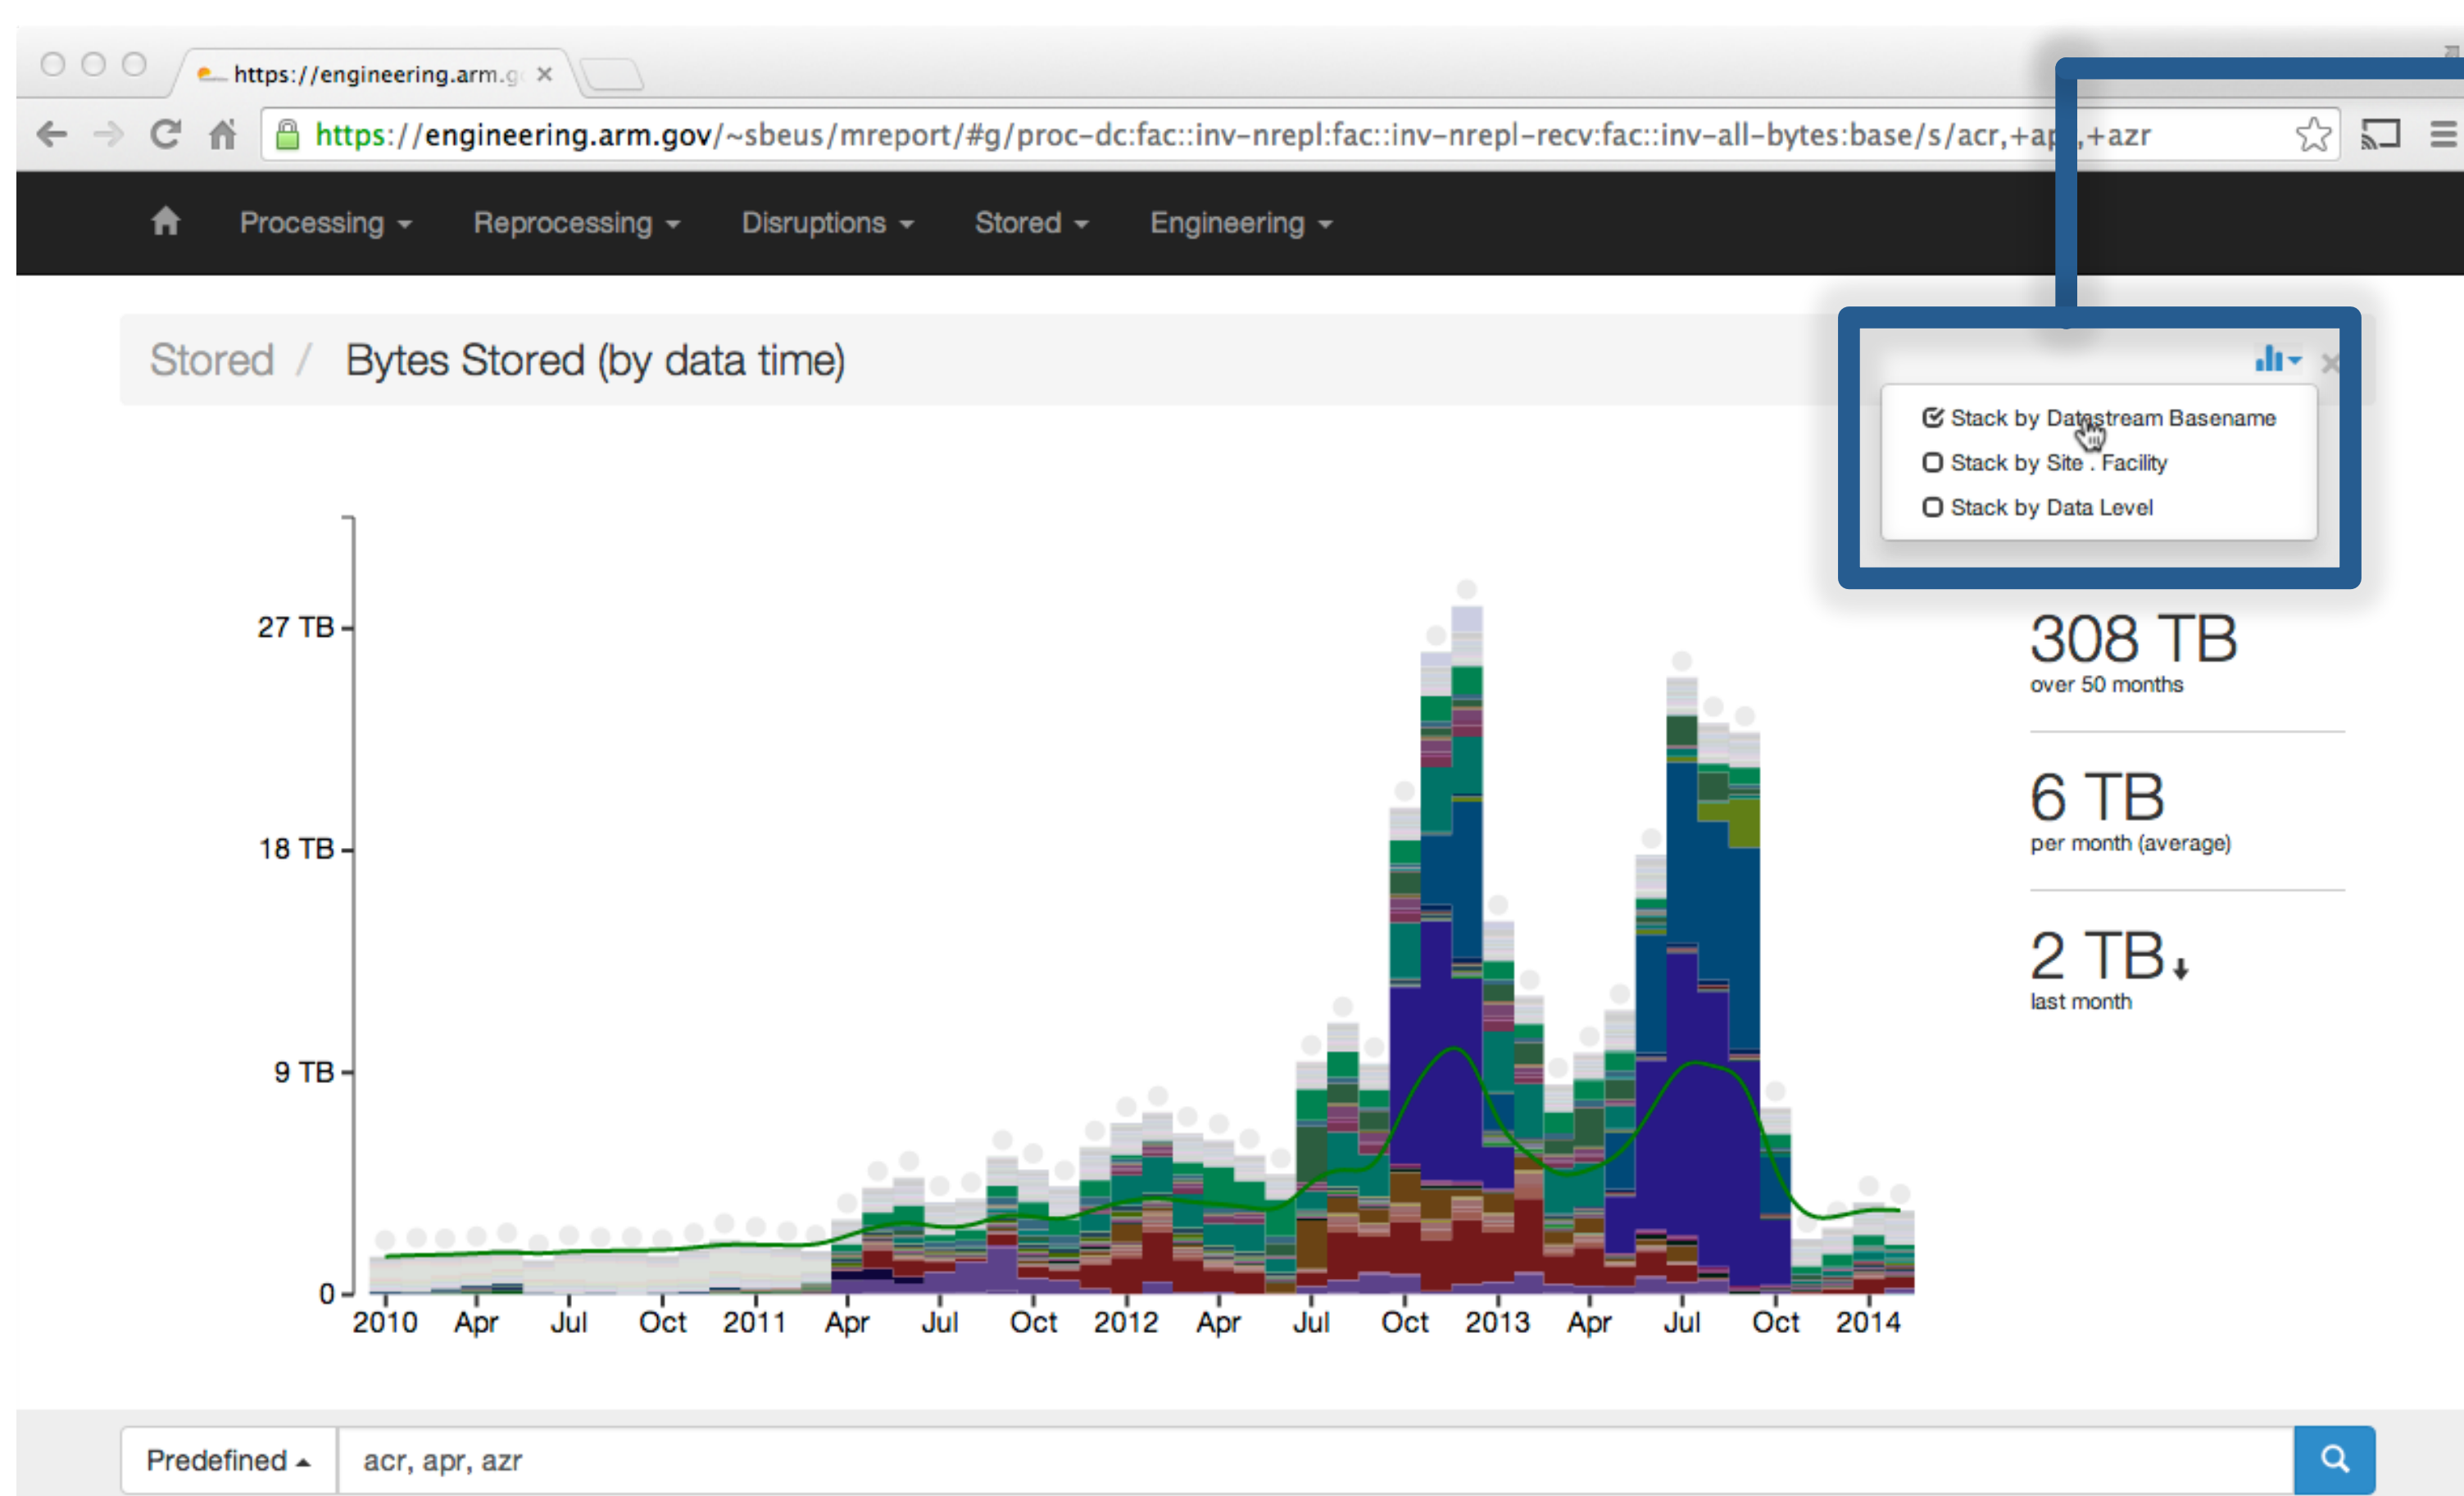 https://engineering.arm.g
https://engineering.arm.gov/~sbeus/mreport/#g/proc-dc:fac::inv-nrepl:fac::inv-nrepl-recv:fac::inv-all-bytes:base/s/acr,+ap ,+azr
Processing Reprocessing Disruptions Stored Engineering
Stored / Bytes Stored (by data time)
Stack by Datastream Basename
Stack by Site . Facility
Stack by Data Level
27 TB
18 TB
9 TB
0
2010 Apr Jul Oct 2011 Apr Jul Oct 2012 Apr Jul Oct 2013 Apr Jul Oct 2014
308 TB
over 50 months
6 TB
per month (average)
2 TB
last month
Predefined acr, apr, azr